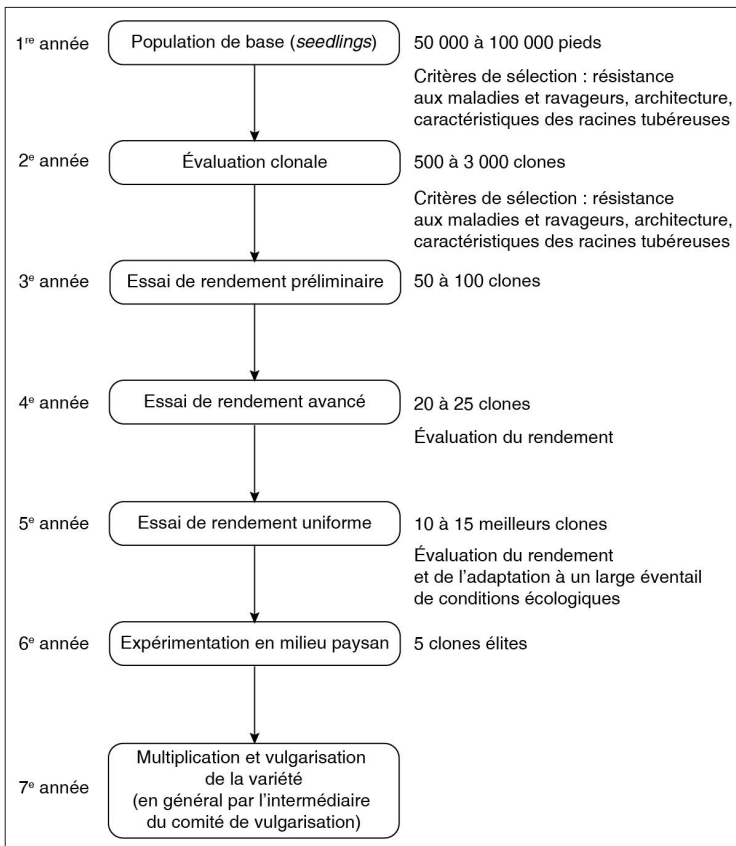 1re année
Population de base (seedlings)
50 000 à 100 000 pieds
Critères de sélection : résistance
aux maladies et ravageurs, architecture,
caractéristiques des racines tubéreuses
2e année
Évaluation clonale
500 à 3 000 clones
Critères de sélection : résistance
aux maladies et ravageurs, architecture,
caractéristiques des racines tubéreuses
3e année
Essai de rendement préliminaire
50 à 100 clones
4e année
Essai de rendement avancé
20 à 25 clones
Évaluation du rendement
5e année
Essai de rendement uniforme
10 à 15 meilleurs clones
Évaluation du rendement
et de l'adaptation à un large éventail
de conditions écologiques
6e année
Expérimentation en milieu paysan
5 clones élites
7e année
Multiplication et vulgarisation
de la variété
(en général par l'intermédiaire
du comité de vulgarisation)